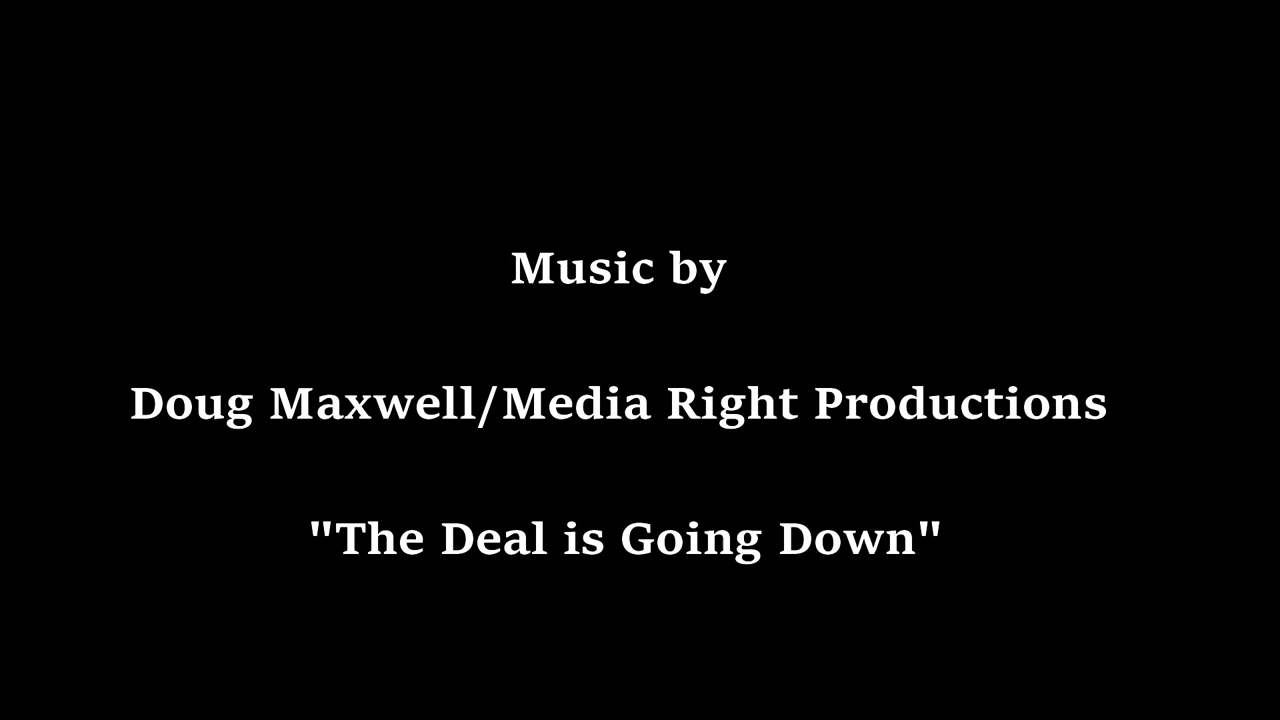 Music by
Doug Maxwell/Media Right Productions
"The Deal is Going Down"